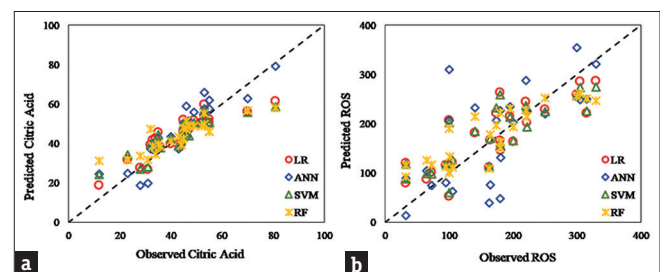 100
80
60
40
20
0
Predicted Citric Acid
LR
ANN
SVM
RF
0
20
40
60
80
100
Observed Citric Acid
a
400
300
200
100
0
Predicted ROS
LR
ANN
SVM
RF
0
100
200
300
400
Observed ROS
b